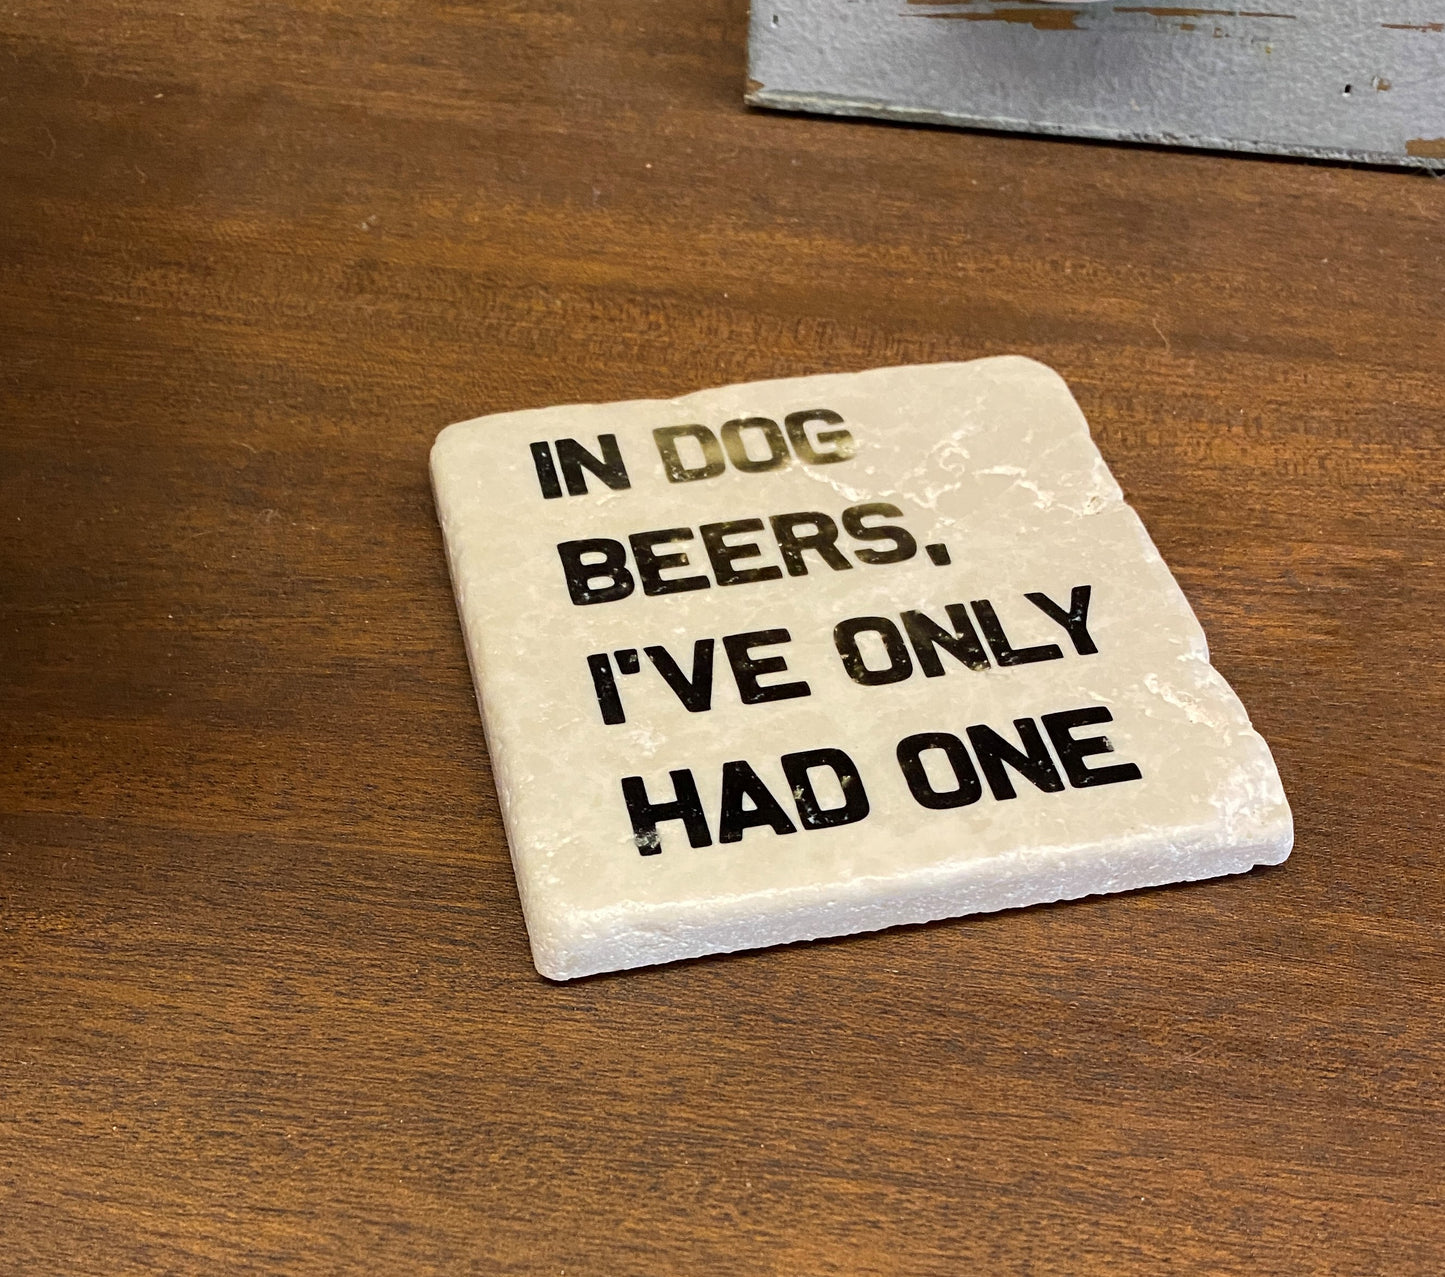 IN DOG
BEERS,
I'VE ONLY
HAD ONE